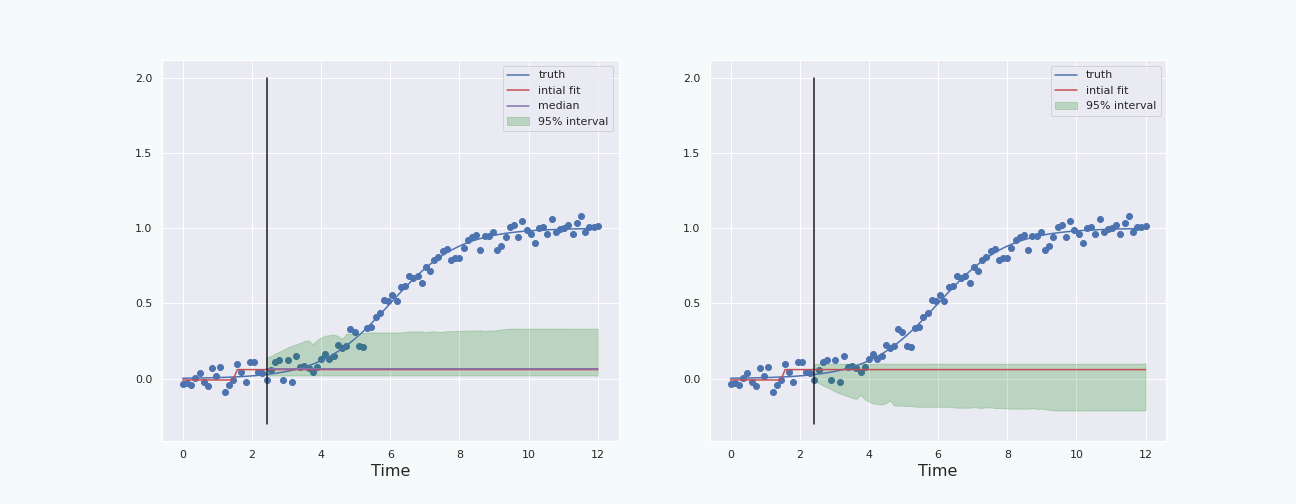 2.0
1.5
1.0
0.5
0.0
0 2 4 6 8 10 12
Time
truth
intial fit
median
95% interval
2.0
1.5
1.0
0.5
0.0
0 2 4 6 8 10 12
Time
truth
intial fit
95% interval